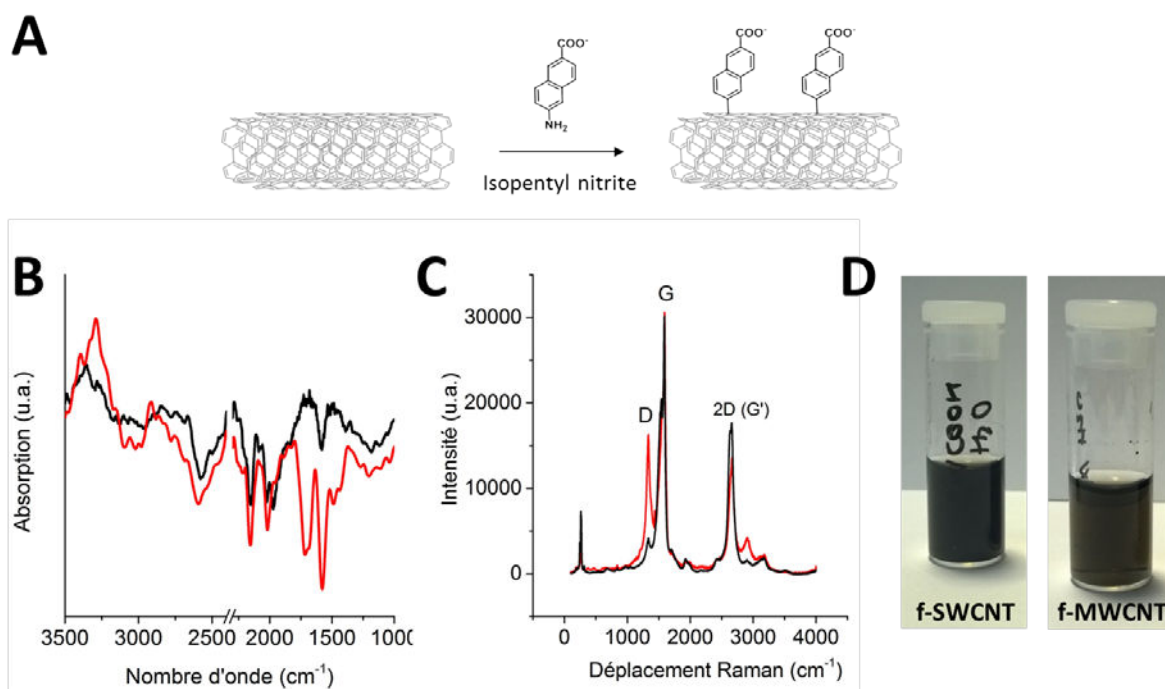 A
COO⁻
NH₂
Isopentyl nitrite
COO⁻
COO⁻
B
Absorption (u.a.)
3500
3000
2500
2000
1500
1000
Nombre d'onde (cm⁻¹)
C
Intensité (u.a.)
30000
20000
10000
0
D
G
2D (G')
0
1000
2000
3000
4000
Déplacement Raman (cm⁻¹)
D
COOH
H₂O
f-SWCNT
f-MWCNT